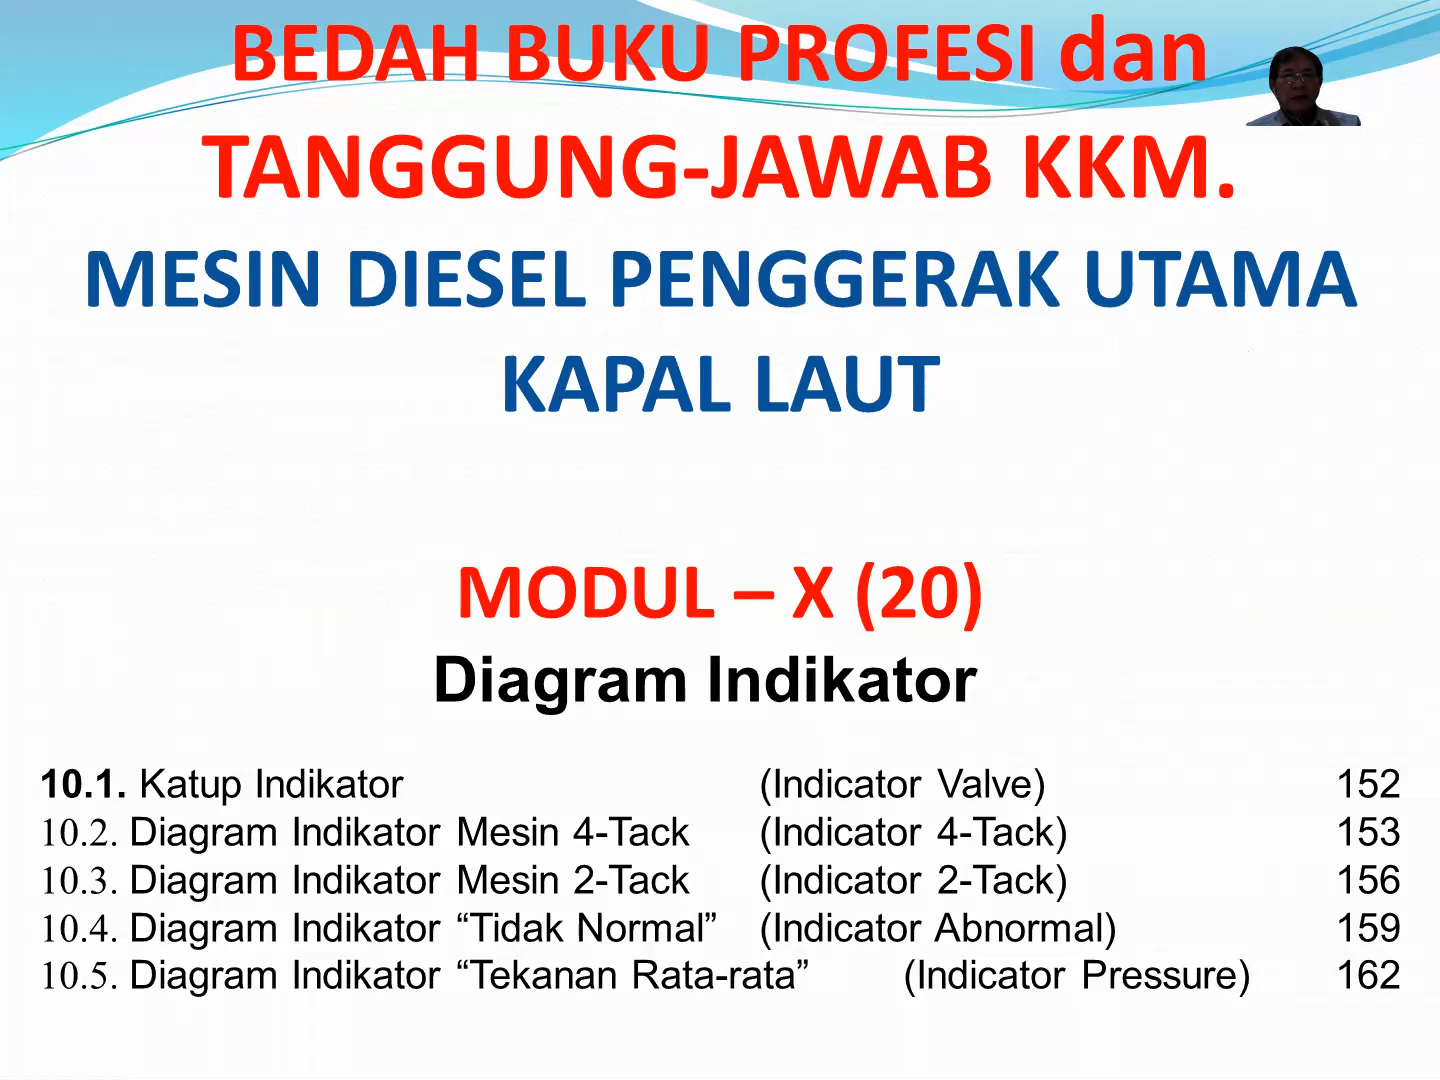 BEDAH BUKU PROFESI dan
TANGGUNG-JAWAB KKM.
MESIN DIESEL PENGGERAK UTAMA
KAPAL LAUT
MODUL – X (20)
Diagram Indikator
10.1. Katup Indikator (Indicator Valve) 152
10.2. Diagram Indikator Mesin 4-Tack (Indicator 4-Tack) 153
10.3. Diagram Indikator Mesin 2-Tack (Indicator 2-Tack) 156
10.4. Diagram Indikator “Tidak Normal” (Indicator Abnormal) 159
10.5. Diagram Indikator “Tekanan Rata-rata” (Indicator Pressure) 162